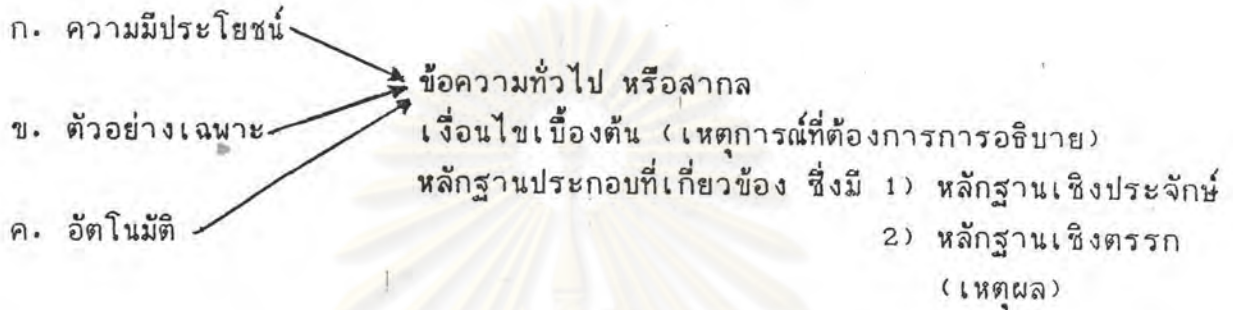 ก. ความมีประโยชน์
ข้อความทั่วไป หรือสากล
ข. ตัวอย่างเฉพาะ
เงื่อนไขเบื้องต้น (เหตุการณ์ที่ต้องการการอธิบาย)
หลักฐานประกอบที่เกี่ยวข้อง ซึ่งมี 1) หลักฐานเชิงประจักษ์
ค. อัตโนมัติ
2) หลักฐานเชิงตรรก
(เหตุผล)